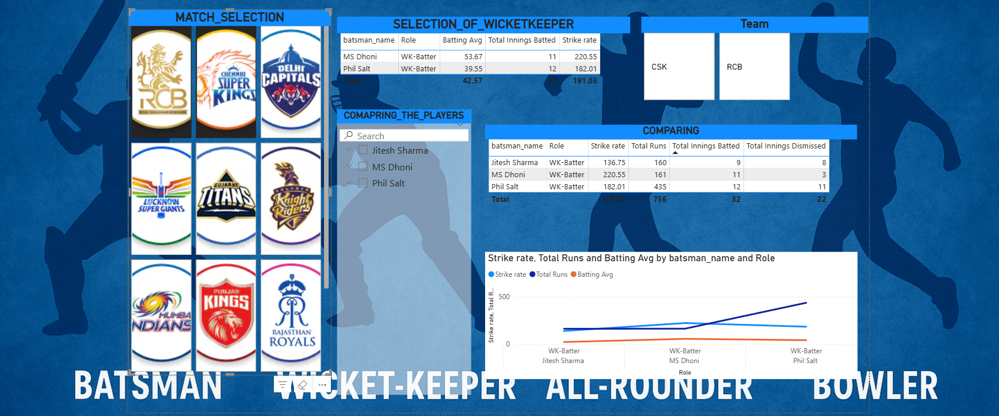 MATCH_SELECTION
RCB
ROYAL CHALLENGERS BENGALURU
CHENNAI
SUPER
KINGS
DELHI
CAPITALS
LUCKNOW
SUPER GIANTS
GUJARAT
TITANS
KOLKATA
Knight
Riders
MUMBA
NDIANS
PUNJAB
KINGS
RAJASTHAN
ROYALS
SELECTION_OF_WICKETKEEPER
batsman_name Role Batting Avg Total Innings Batted Strike rate
MS Dhoni WK-Batter 53.67 11 220.55
Phil Salt WK-Batter 39.55 12 182.01
Total 42.57 23 191.03
Team
CSK RCB
COMAPRING_THE_PLAYERS
Search
Jitesh Sharma
MS Dhoni
Phil Salt
COMPARING
batsman_name Role Strike rate Total Runs Total Innings Batted Total Innings Dismissed
Jitesh Sharma WK-Batter 136.75 160 9 8
MS Dhoni WK-Batter 220.55 161 11 3
Phil Salt WK-Batter 182.01 435 12 11
Total 176.22 756 32 22
Strike rate, Total Runs and Batting Avg by batsman_name and Role
Strike rate Total Runs Batting Avg
Strike rate, Total R...
500
0
WK-Batter WK-Batter WK-Batter
Jitesh Sharma MS Dhoni Phil Salt
Role
BATSMAN WICKET-KEEPER ALL-ROUNDER BOWLER